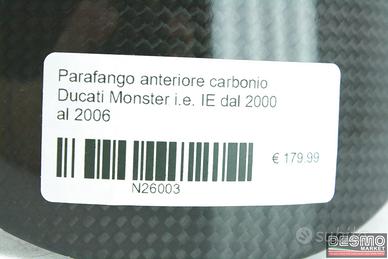 Parafango anteriore carbonio
Ducati Monster i.e. IE dal 2000
al 2006
€ 179.99
N26003
DESMO
MARKET